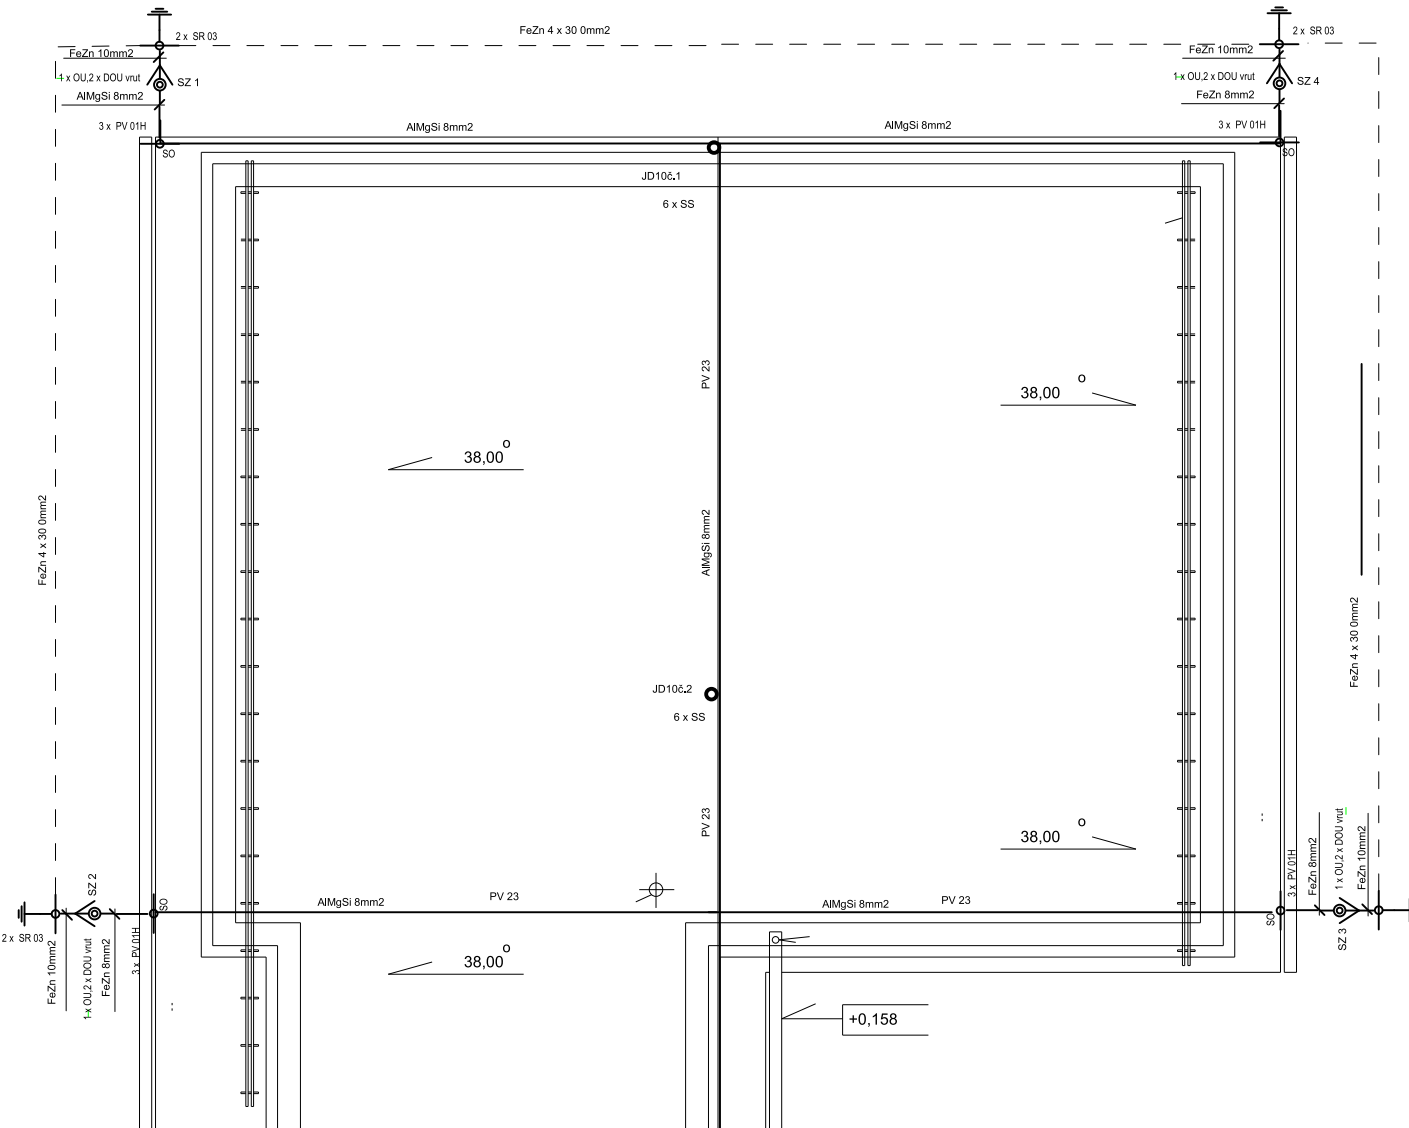 FeZn 4 x 30 0mm2
2 x SR 03
2 x SR 03
FeZn 10mm2
FeZn 10mm2
1 x OU,2 x DOU vrut
SZ 1
1 x OU,2 x DOU vrut
SZ 4
AlMgSi 8mm2
FeZn 8mm2
3 x PV 01H
AlMgSi 8mm2
AlMgSi 8mm2
3 x PV 01H
SO
SO
JD10č.1
6 x SS
PV 23
38,00 o
38,00 o
FeZn 4 x 30 0mm2
AlMgSi 8mm2
FeZn 4 x 30 0mm2
JD10č.2
6 x SS
PV 23
38,00 o
SZ 2
SO
AlMgSi 8mm2
PV 23
AlMgSi 8mm2
PV 23
SO
3 x PV 01H
FeZn 8mm2
1 x OU,2 x DOU vrut
FeZn 10mm2
SZ 3
2 x SR 03
FeZn 10mm2
1 x OU,2 x DOU vrut
FeZn 8mm2
3 x PV 01H
38,00 o
+0,158